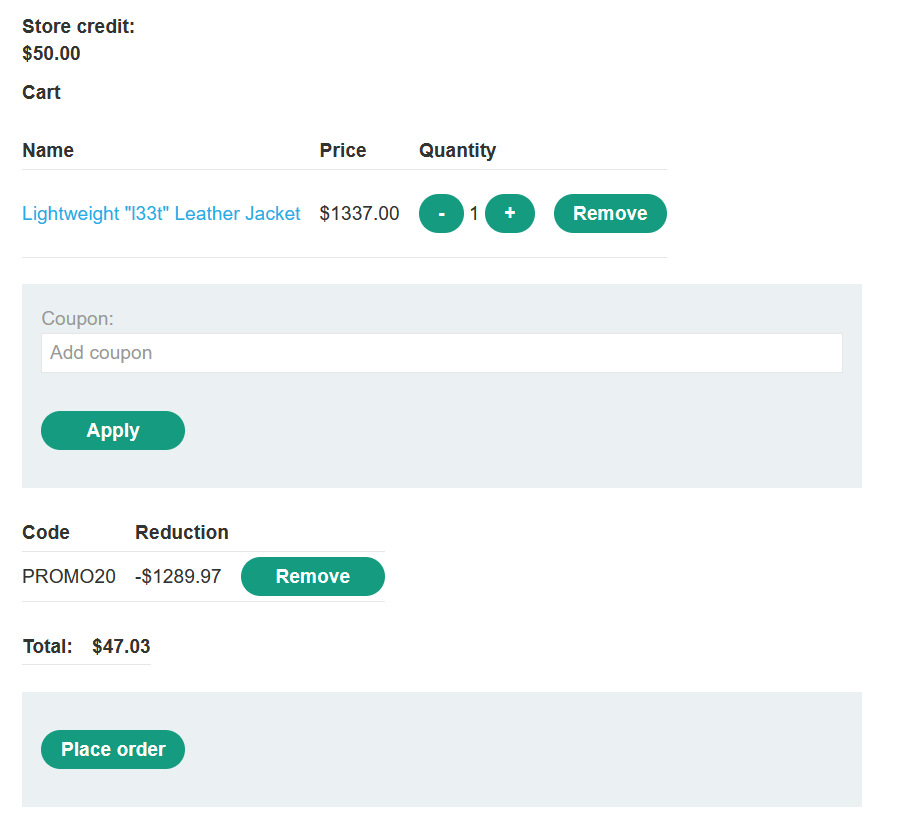 Store credit:
$50.00
Cart
Name Price Quantity
Lightweight "l33t" Leather Jacket $1337.00 - 1 + Remove
Coupon:
Add coupon
Apply
Code Reduction
PROMO20 -$1289.97 Remove
Total: $47.03
Place order